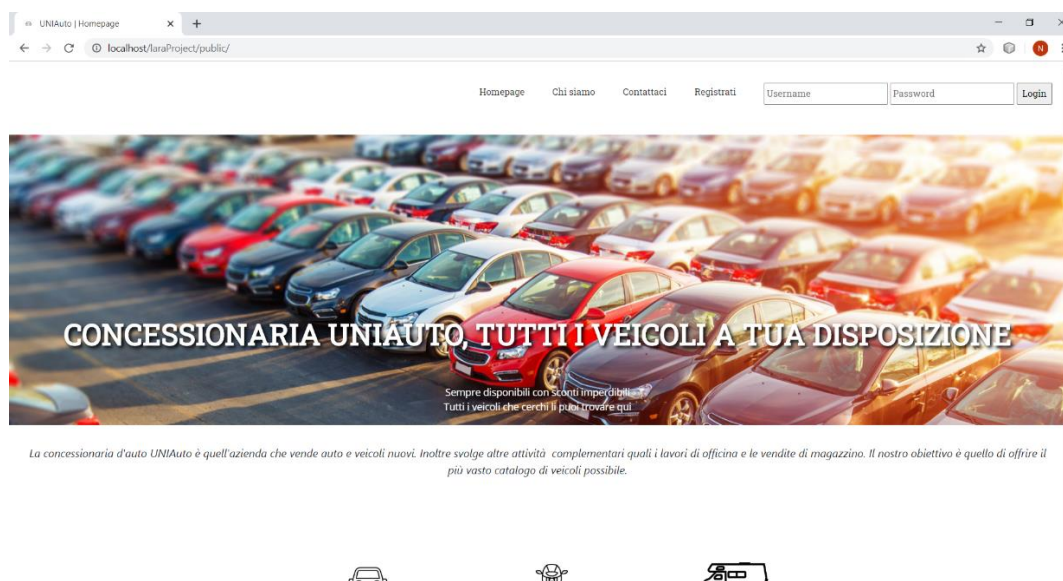 UNIAuto | Homepage
localhost/laraProject/public/
N
Homepage Chi siamo Contattaci Registrati Username Password Login
CONCESSIONARIA UNIAUTO, TUTTI I VEICOLI A TUA DISPOSIZIONE
Sempre disponibili con sconti imperdibili
Tutti i veicoli che cerchi li puoi trovare qui
La concessionaria d'auto UNIAuto è quell'azienda che vende auto e veicoli nuovi. Inoltre svolge altre attività complementari quali i lavori di officina e le vendite di magazzino. Il nostro obiettivo è quello di offrire il
più vasto catalogo di veicoli possibile.